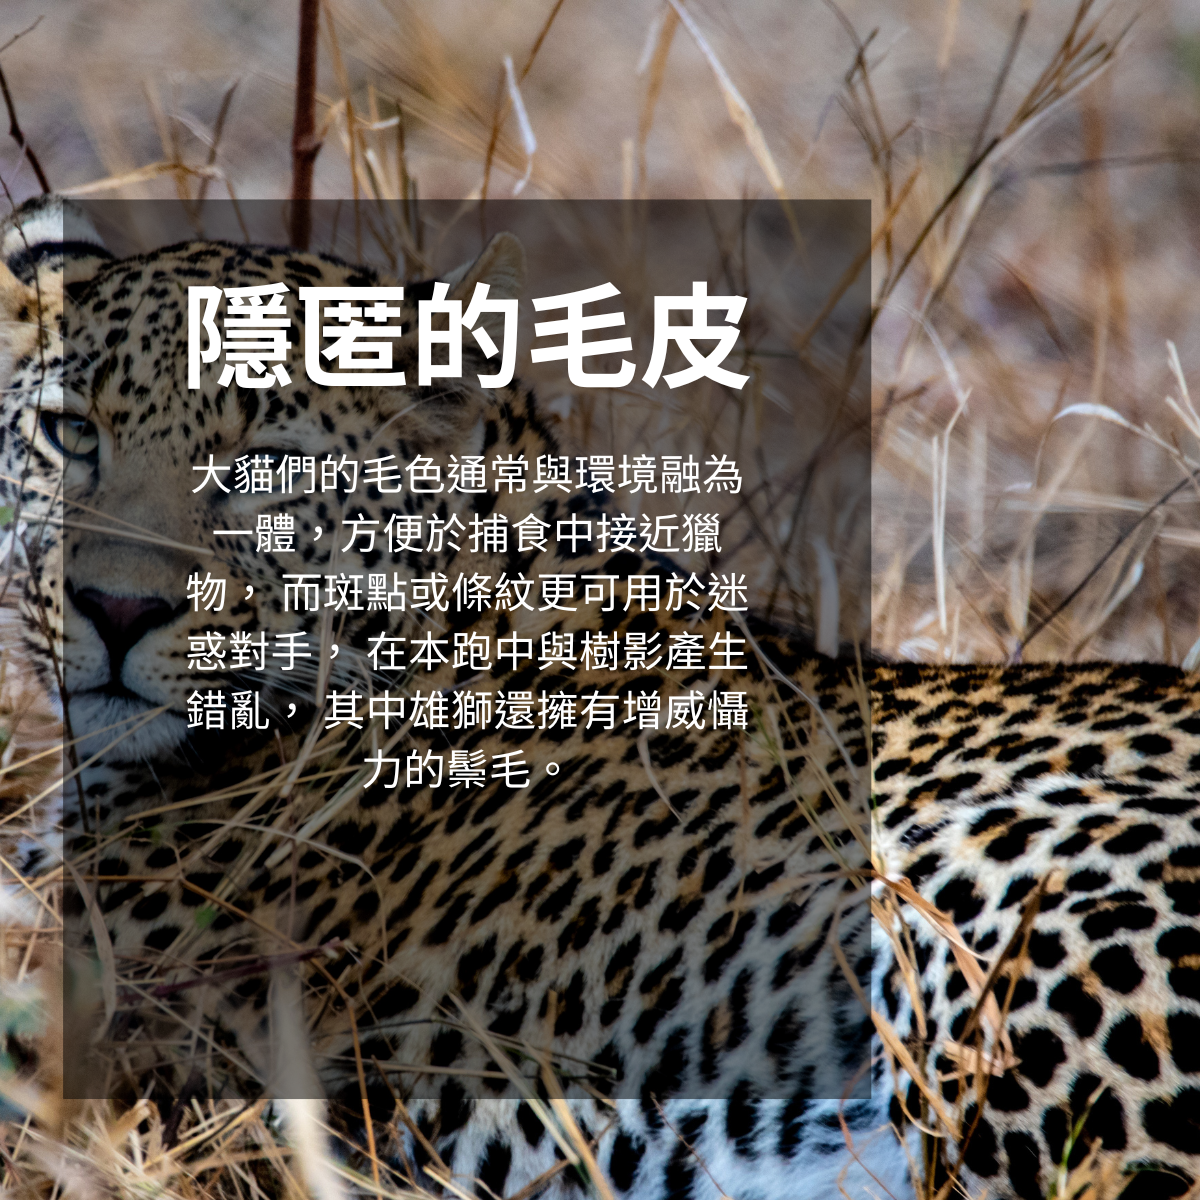 隱匿的毛皮
大貓們的毛色通常與環境融為
一體，方便於捕食中接近獵
物， 而斑點或條紋更可用於迷
惑對手， 在本跑中與樹影產生
錯亂， 其中雄獅還擁有增威懾
力的鬃毛。